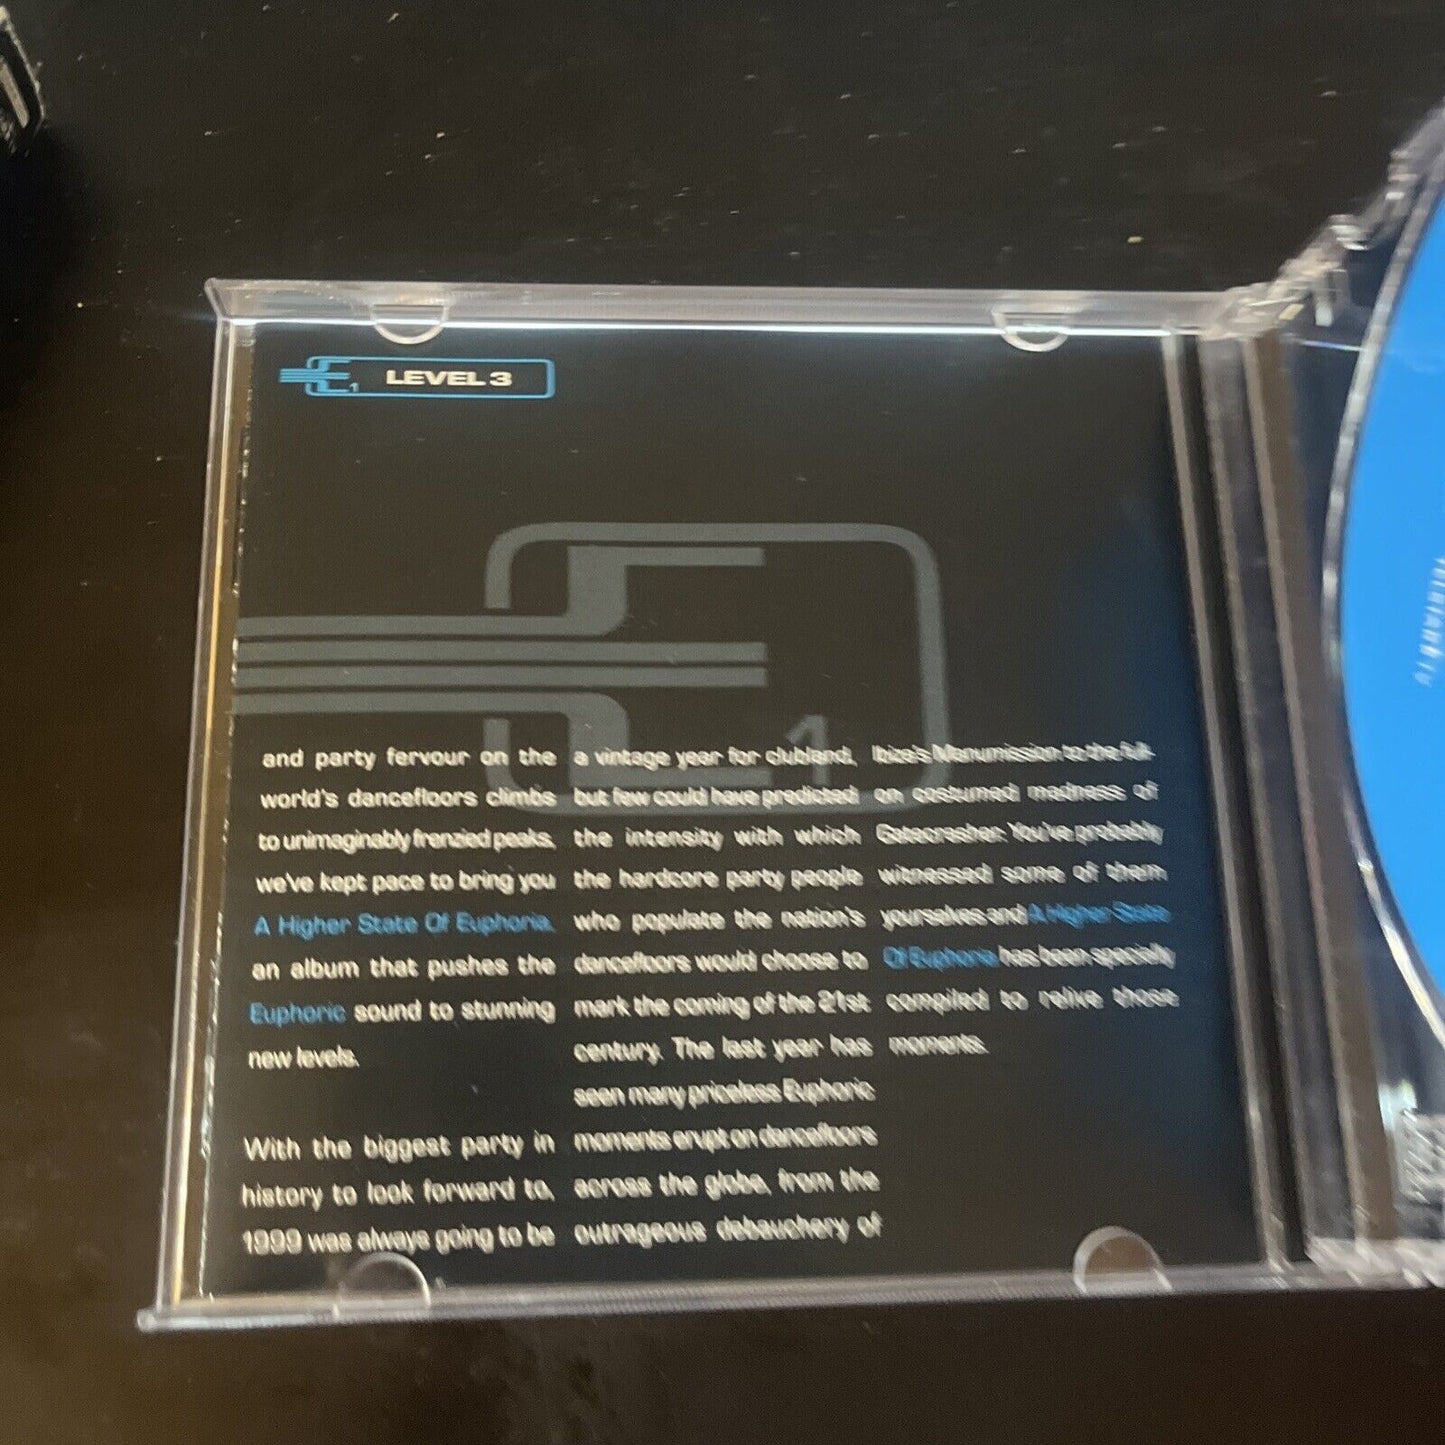 LEVEL 3
and party fervour on the
world's dancefloors climbs
to unimaginably frenzied peaks,
we've kept pace to bring you
A Higher State Of Euphoria,
an album that pushes the
Euphoric sound to stunning
new levels.
With the biggest party in
history to look forward to,
1999 was always going to be
a vintage year for clubland,
but few could have predicted
the intensity with which
the hardcore party people
who populate the nation's
dancefloors would choose to
mark the coming of the 21st
century. The last year has
seen many priceless Euphoric
moments erupt on dancefloors
across the globe, from the
outrageous debauchery of
Ibiza's Manumission to the full-
on costumed madness of
Gatecrasher. You've probably
witnessed some of them
yourselves and A Higher State
Of Euphoria has been specially
compiled to relive those
moments.
1
1